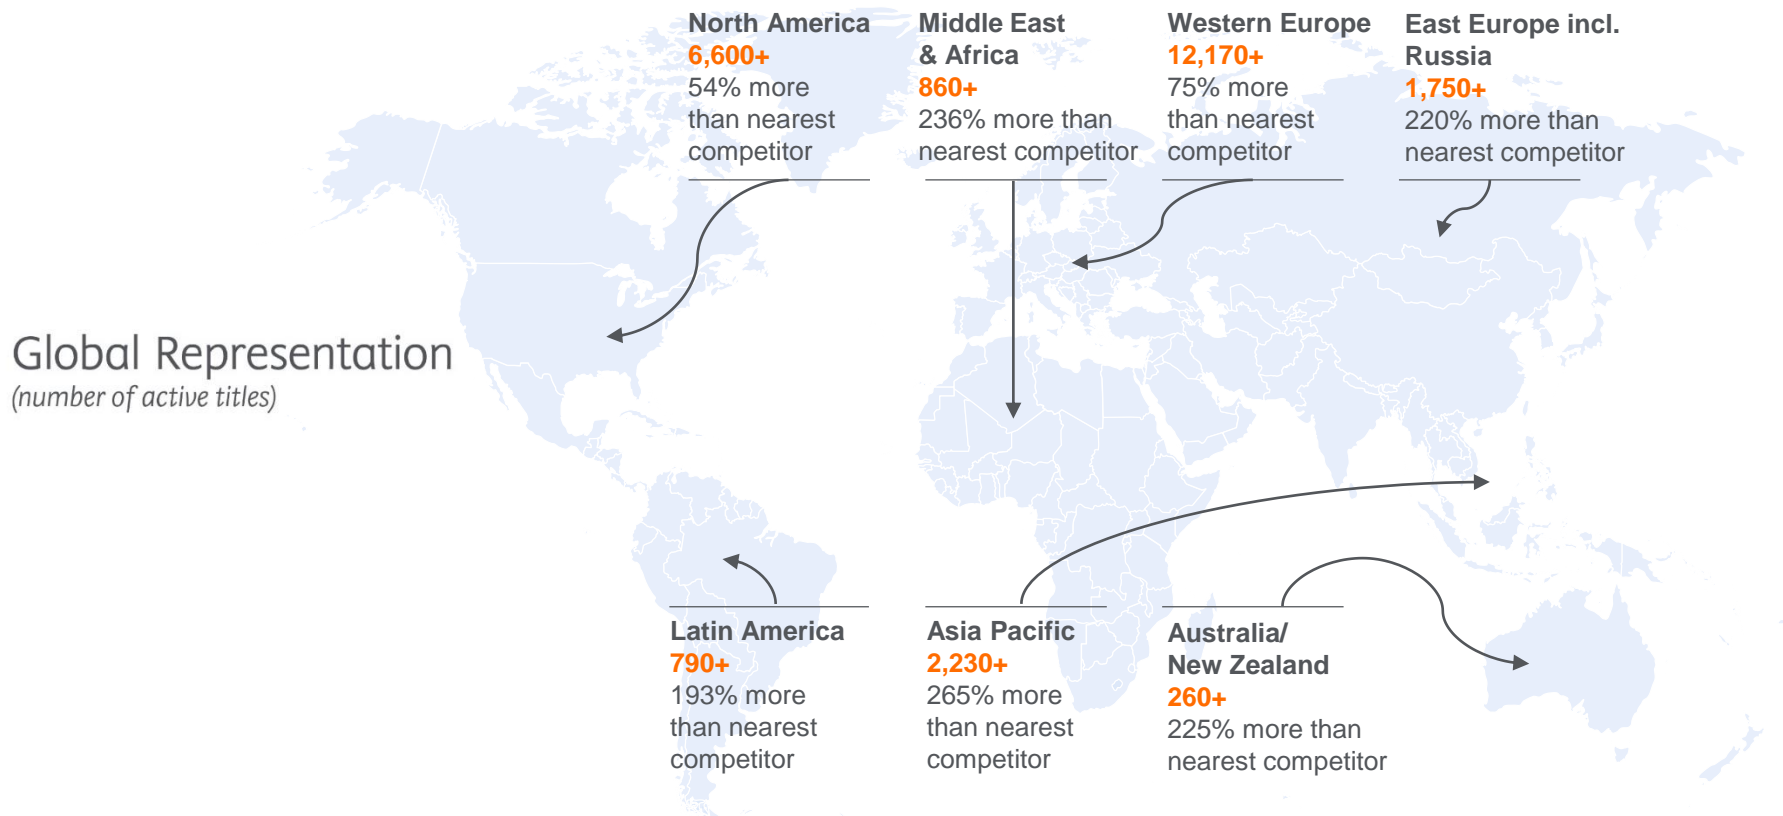 North America
6,600+
54% more
than nearest
competitor
Middle East
& Africa
860+
236% more than
nearest competitor
Western Europe
12,170+
75% more
than nearest
competitor
East Europe incl.
Russia
1,750+
220% more than
nearest competitor
Global Representation
(number of active titles)
Latin America
790+
193% more
than nearest
competitor
Asia Pacific
2,230+
265% more
than nearest
competitor
Australia/
New Zealand
260+
225% more than
nearest competitor